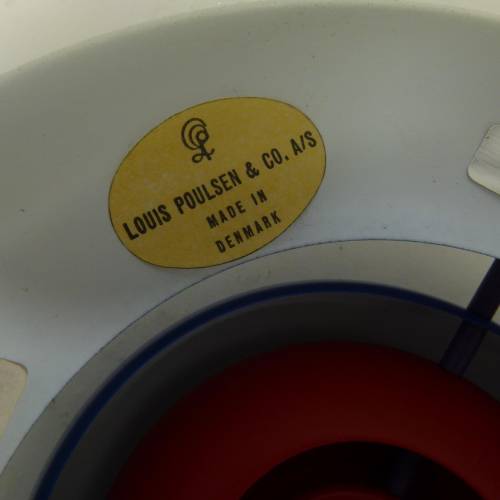 LOUIS POULSEN & CO. A/S
MADE IN
DENMARK